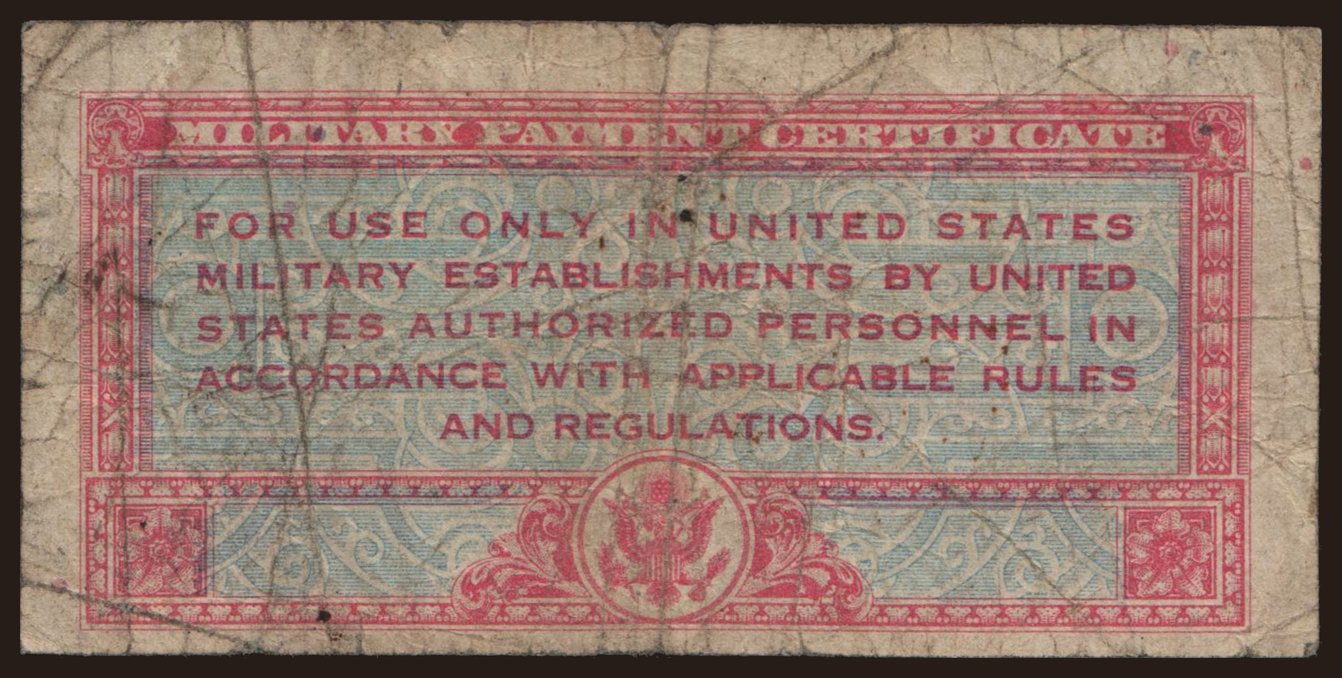 MILITARY PAYMENT CERTIFICATE
FOR USE ONLY IN UNITED STATES
MILITARY ESTABLISHMENTS BY UNITED
STATES AUTHORIZED PERSONNEL IN
ACCORDANCE WITH APPLICABLE RULES
AND REGULATIONS.